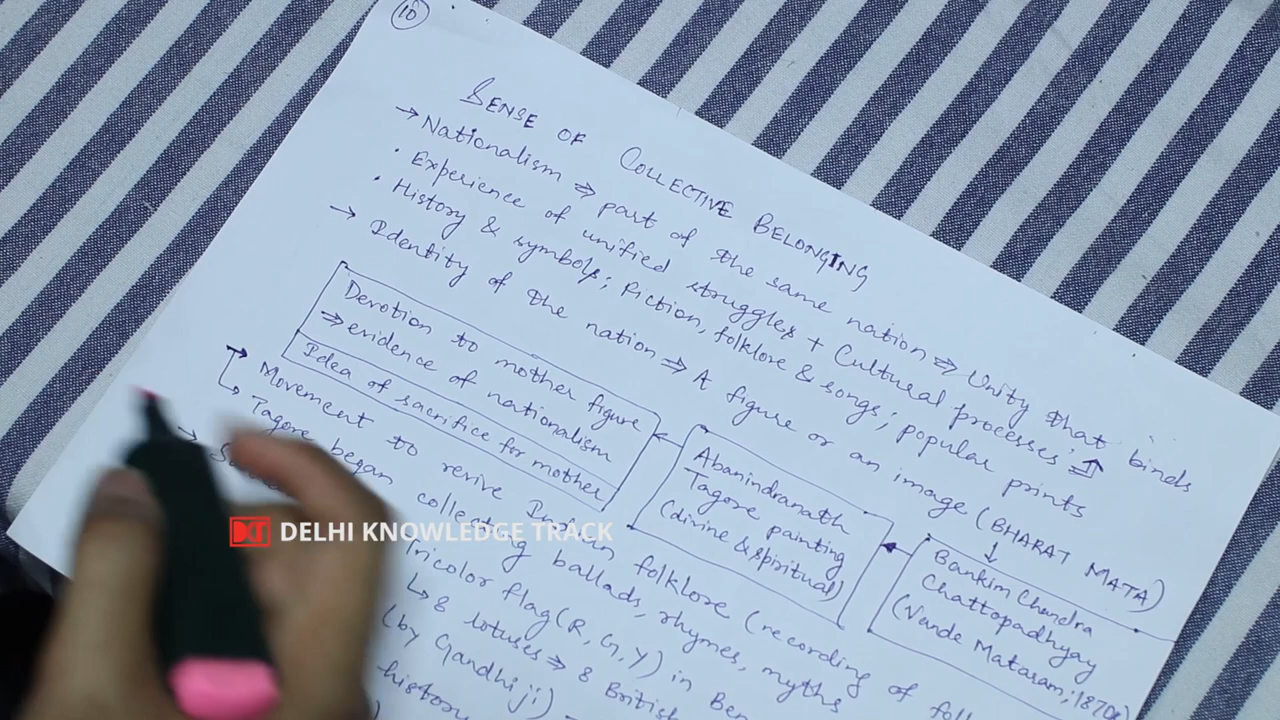 10
SENSE OF COLLECTIVE BELONGING
→ Nationalism ⇒ part of the same nation ⇒ Unity that binds
• Experience of unified struggles + Cultural processes:
• History & symbols; fiction, folklore & songs; popular prints
→ Identity of the nation ⇒ A figure or an image (BHARAT MATA)
Bankim Chandra
Chattopadhyay
(Vande Mataram; 1870s)
Abanindranath
Tagore painting
(divine & spiritual)
Devotion to mother figure
⇒ evidence of nationalism
Idea of sacrifice for mother
→ Movement to revive Indian folklore (recording of
Tagore began collecting ballads, rhymes, myths
Tricolor flag (R, G, Y) in
8 lotuses ⇒ 8 British
(by Gandhiji)
history
DKT DELHI KNOWLEDGE TRACK